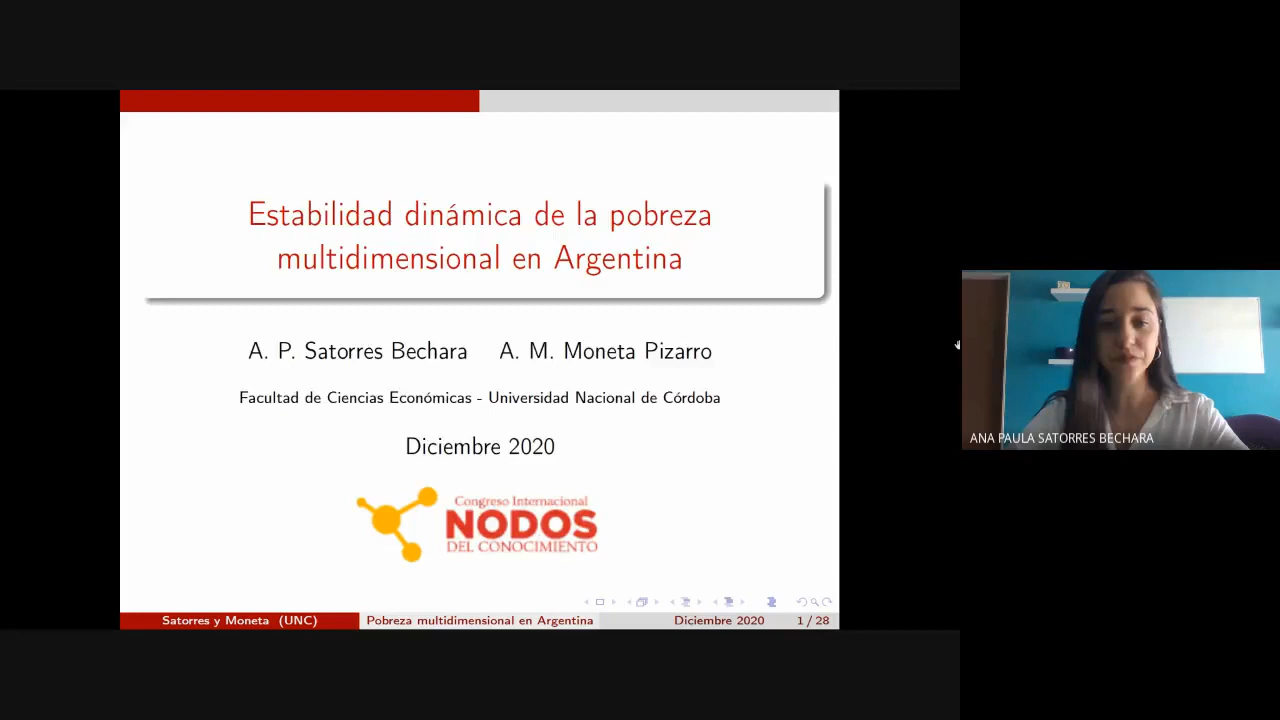 Estabilidad dinámica de la pobreza
multidimensional en Argentina
A. P. Satorres Bechara A. M. Moneta Pizarro
Facultad de Ciencias Económicas - Universidad Nacional de Córdoba
Diciembre 2020
Congreso Internacional
NODOS
DEL CONOCIMIENTO
Satorres y Moneta (UNC) Pobreza multidimensional en Argentina Diciembre 2020 1 / 28
ANA PAULA SATORRES BECHARA